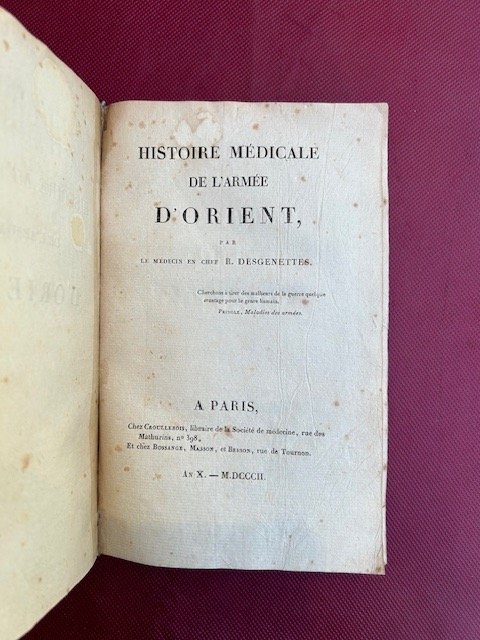 HISTOIRE MÉDICALE
DE L'ARMÉE
D'ORIENT,
PAR
LE MEDECIN EN CHEF R. DESGENETTES.
Cherchons à tirer des malheurs de la guerre quelque
avantage pour le genre humain.
PRINGLE, Maladies des armées.
A PARIS,
Chez CROULLEBOIS, libraire de la Société de médecine, rue des
Mathurins, nº 398,
Et chez BOSSANGE, MASSON, et BESSON, rue de Tournon.
AN X. — M.DCCCII.